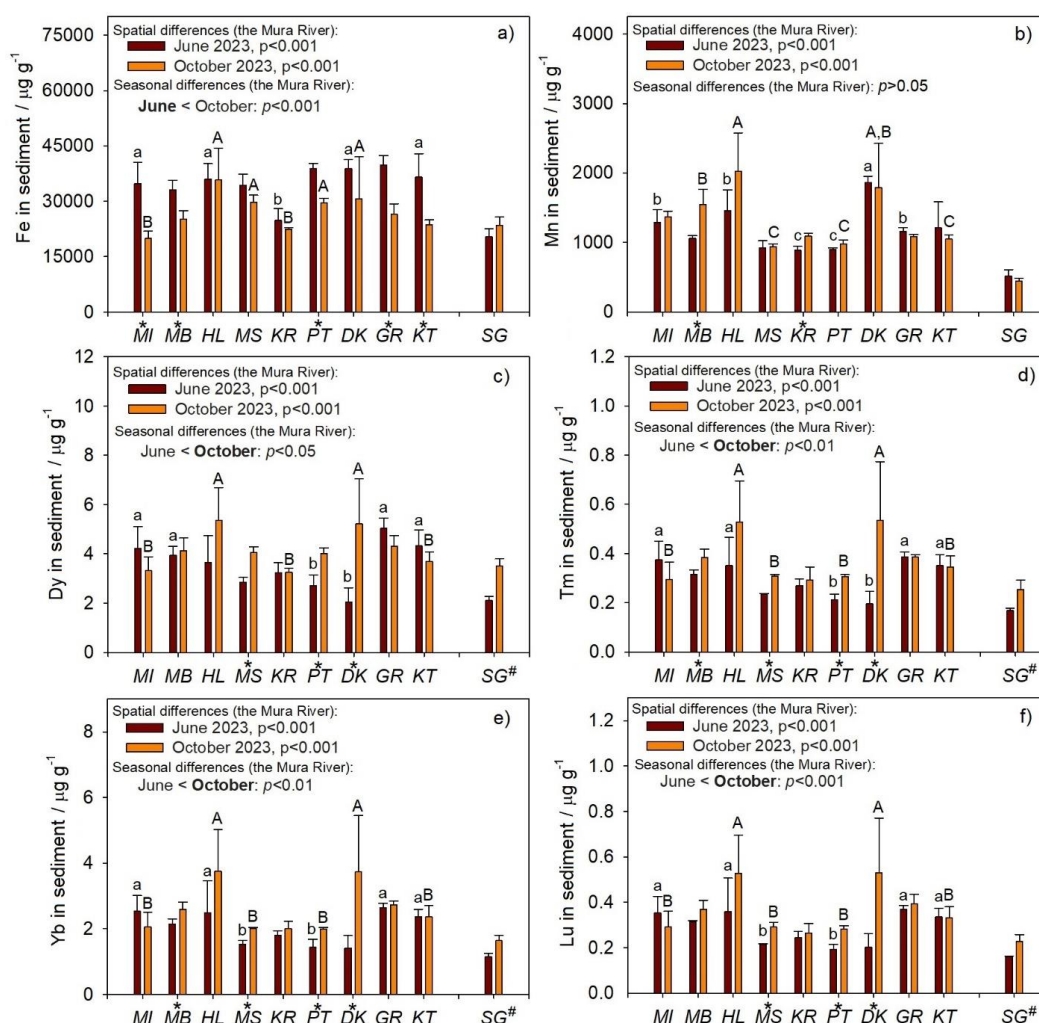 Spatial differences (the Mura River):
June 2023, p<0.001
October 2023, p<0.001
Seasonal differences (the Mura River):
June < October: p<0.001
a)
Fe in sediment / µg g⁻¹
75000
60000
45000
30000
15000
0
a
B
a
A
A
b
B
A
a
A
a
a
MI* MB* HL MS KR PT* DK GR* KT* SG
Spatial differences (the Mura River):
June 2023, p<0.001
October 2023, p<0.001
Seasonal differences (the Mura River): p>0.05
b)
Mn in sediment / µg g⁻¹
4000
3000
2000
1000
0
b
B
b
A
C
c
c
C
a
A,B
b
C
MI MB* HL MS KR* PT DK GR KT SG
Spatial differences (the Mura River):
June 2023, p<0.001
October 2023, p<0.001
Seasonal differences (the Mura River):
June < October: p<0.05
c)
Dy in sediment / µg g⁻¹
12
10
8
6
4
2
0
a
B
a
A
B
b
b
A
a
a
B
MI MB HL MS* KR PT* DK* GR KT SG#
Spatial differences (the Mura River):
June 2023, p<0.001
October 2023, p<0.001
Seasonal differences (the Mura River):
June < October: p<0.01
d)
Tm in sediment / µg g⁻¹
1.2
1.0
0.8
0.6
0.4
0.2
0.0
a
B
a
A
B
b
B
b
A
a
a
B
MI MB* HL MS* KR PT* DK* GR KT SG#
Spatial differences (the Mura River):
June 2023, p<0.001
October 2023, p<0.001
Seasonal differences (the Mura River):
June < October: p<0.01
e)
Yb in sediment / µg g⁻¹
8
6
4
2
0
a
B
a
A
b
B
b
B
A
a
a
B
MI MB* HL MS* KR PT* DK* GR KT SG#
Spatial differences (the Mura River):
June 2023, p<0.001
October 2023, p<0.001
Seasonal differences (the Mura River):
June < October: p<0.001
f)
Lu in sediment / µg g⁻¹
1.2
1.0
0.8
0.6
0.4
0.2
0.0
a
B
a
A
b
B
b
B
A
a
a
B
MI MB HL MS* KR PT* DK* GR KT SG#